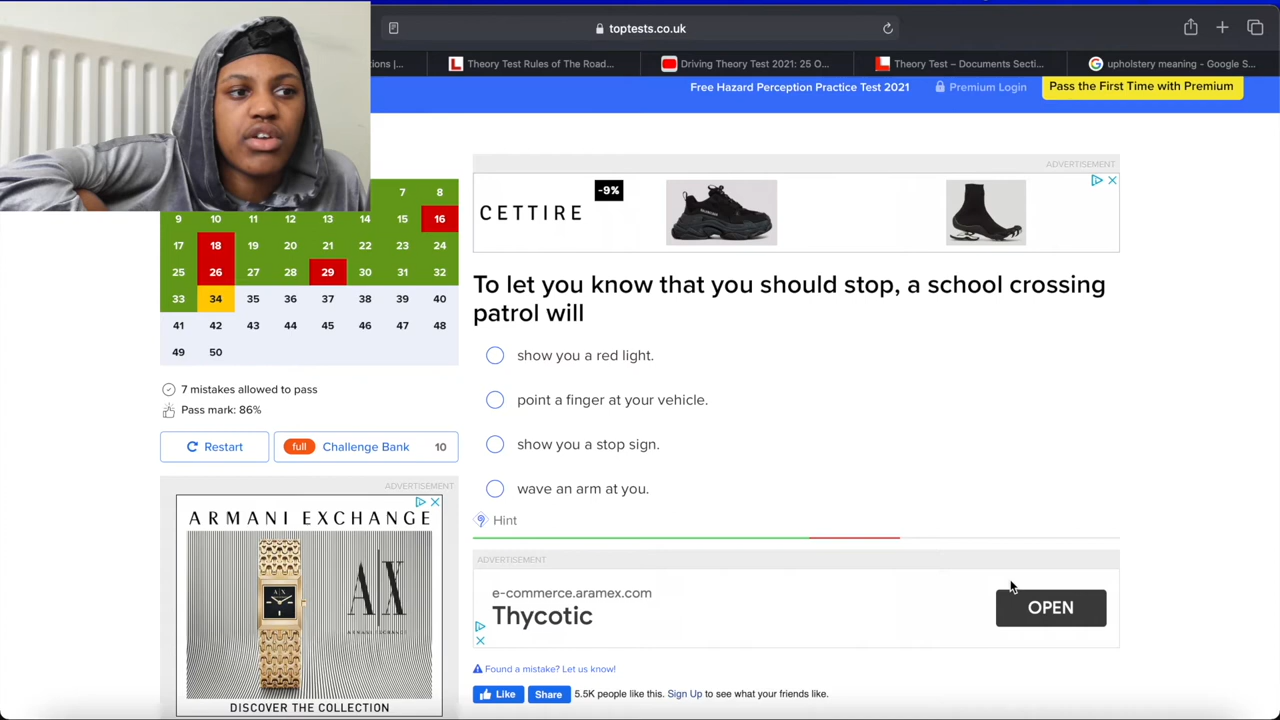 toptests.co.uk
ctions |...
Theory Test Rules of The Road...
Driving Theory Test 2021: 25 O...
Theory Test – Documents Secti...
upholstery meaning - Google S...
Free Hazard Perception Practice Test 2021
Premium Login
Pass the First Time with Premium
ADVERTISEMENT
CETTIRE
-9%
7 8
9 10 11 12 13 14 15 16
17 18 19 20 21 22 23 24
25 26 27 28 29 30 31 32
33 34 35 36 37 38 39 40
41 42 43 44 45 46 47 48
49 50
7 mistakes allowed to pass
Pass mark: 86%
Restart
full Challenge Bank 10
ADVERTISEMENT
ARMANI EXCHANGE
A|X
DISCOVER THE COLLECTION
To let you know that you should stop, a school crossing
patrol will
show you a red light.
point a finger at your vehicle.
show you a stop sign.
wave an arm at you.
Hint
ADVERTISEMENT
e-commerce.aramex.com
Thycotic
OPEN
Found a mistake? Let us know!
Like
Share
5.5K people like this. Sign Up to see what your friends like.